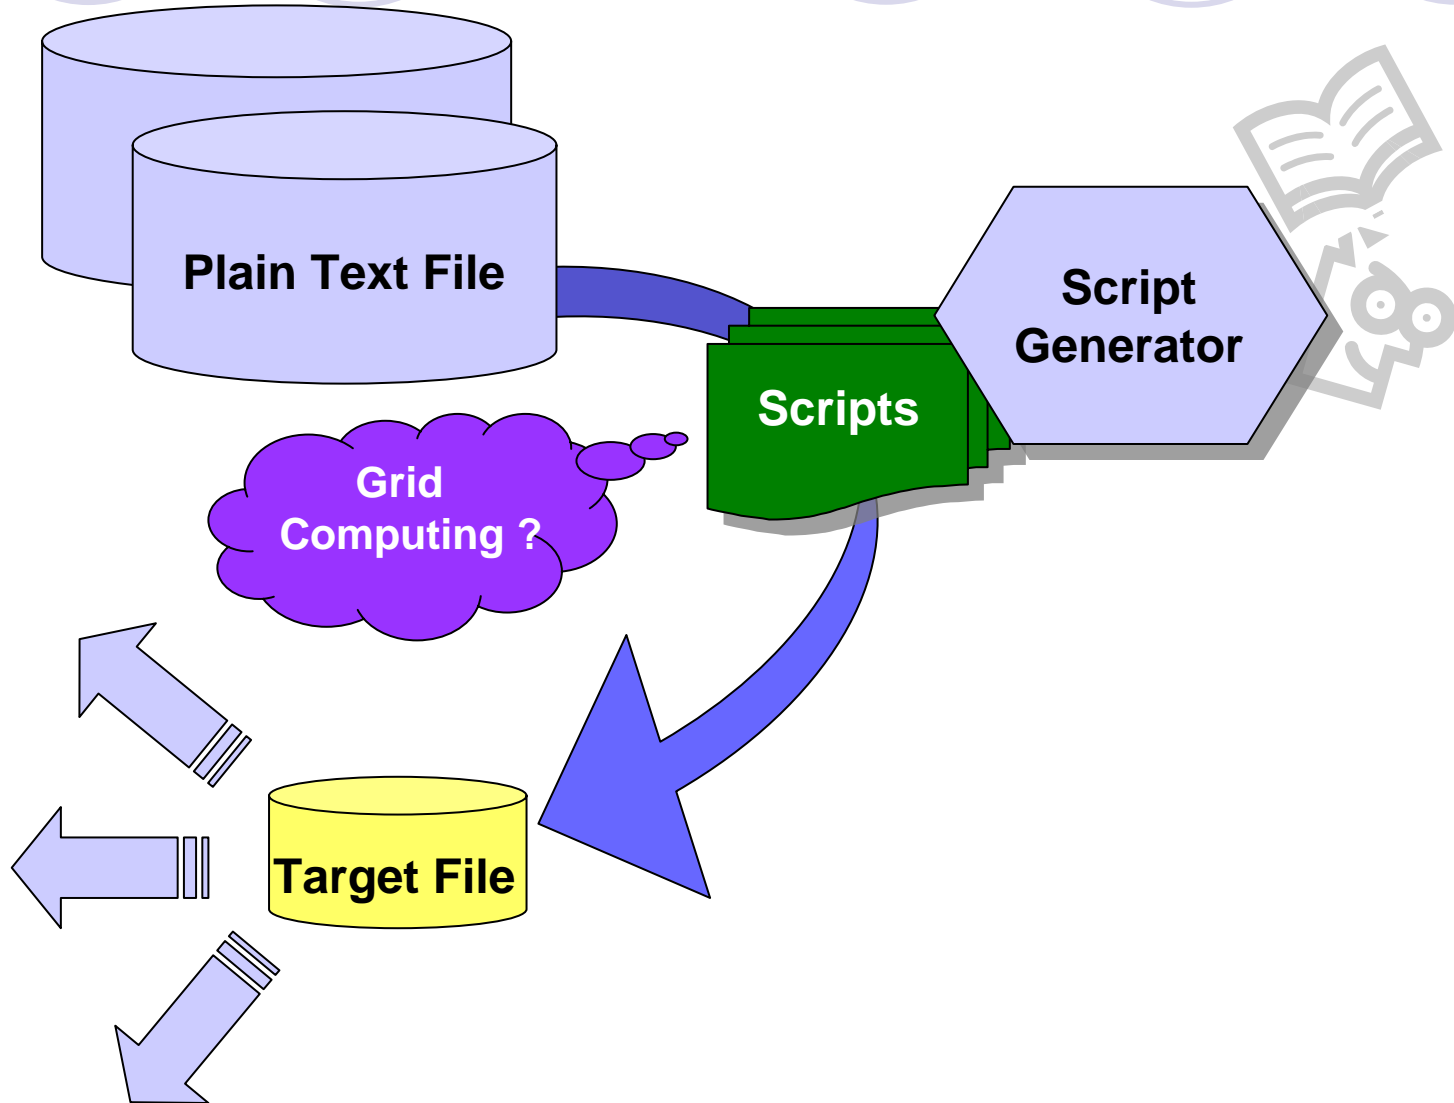 Plain Text File
Script
Generator
Scripts
Grid
Computing ?
Target File